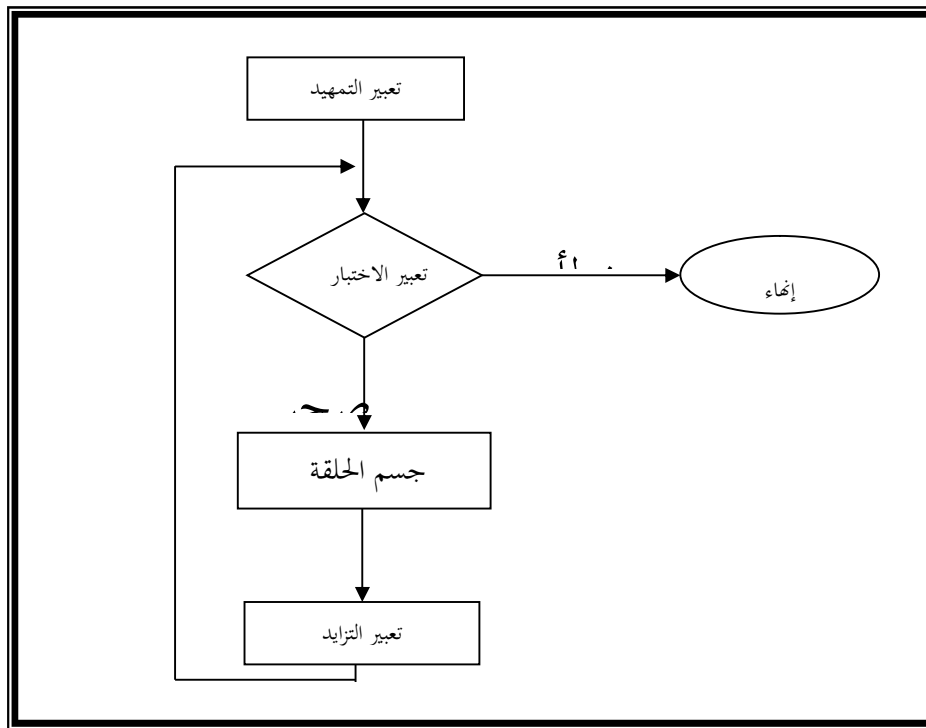 تعبير التمهيد
تعبير الاختبار
إنهاء
جسم الحلقة
تعبير التزايد